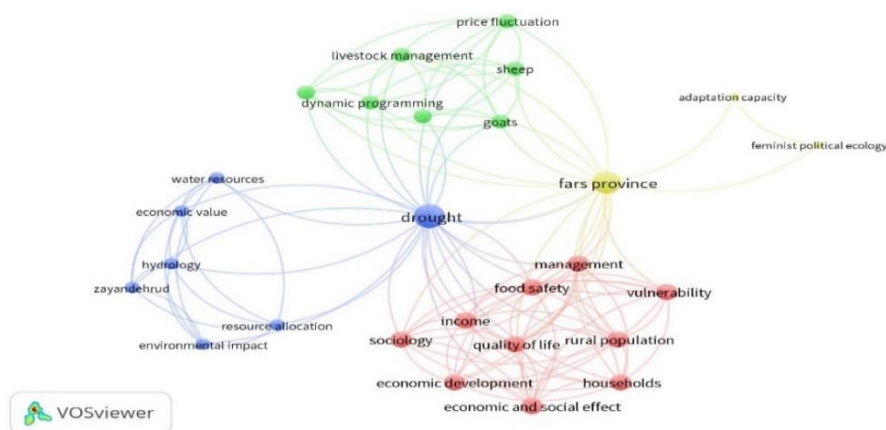 price fluctuation
livestock management
sheep
dynamic programming
goats
adaptation capacity
feminist political ecology
fars province
water resources
economic value
drought
hydrology
zayandehrud
resource allocation
environmental impact
management
food safety
vulnerability
income
sociology
quality of life
rural population
economic development
households
economic and social effect
VOSviewer